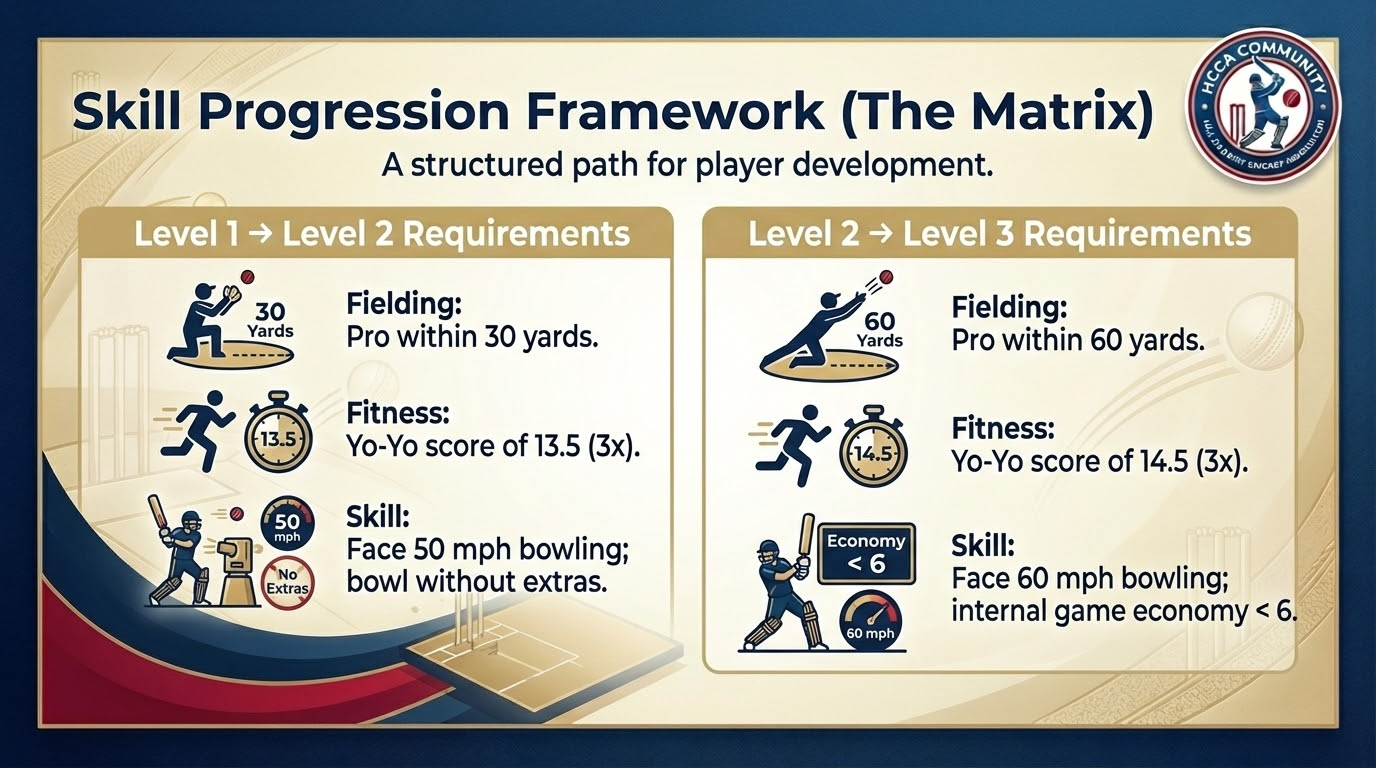 Skill Progression Framework (The Matrix)
A structured path for player development.
HCCA COMMUNITY
Level 1 → Level 2 Requirements
30
Yards
Fielding:
Pro within 30 yards.
13.5
Fitness:
Yo-Yo score of 13.5 (3x).
50
mph
No
Extras
Skill:
Face 50 mph bowling;
bowl without extras.
Level 2 → Level 3 Requirements
60
Yards
Fielding:
Pro within 60 yards.
14.5
Fitness:
Yo-Yo score of 14.5 (3x).
Economy
< 6
60 mph
Skill:
Face 60 mph bowling;
internal game economy < 6.